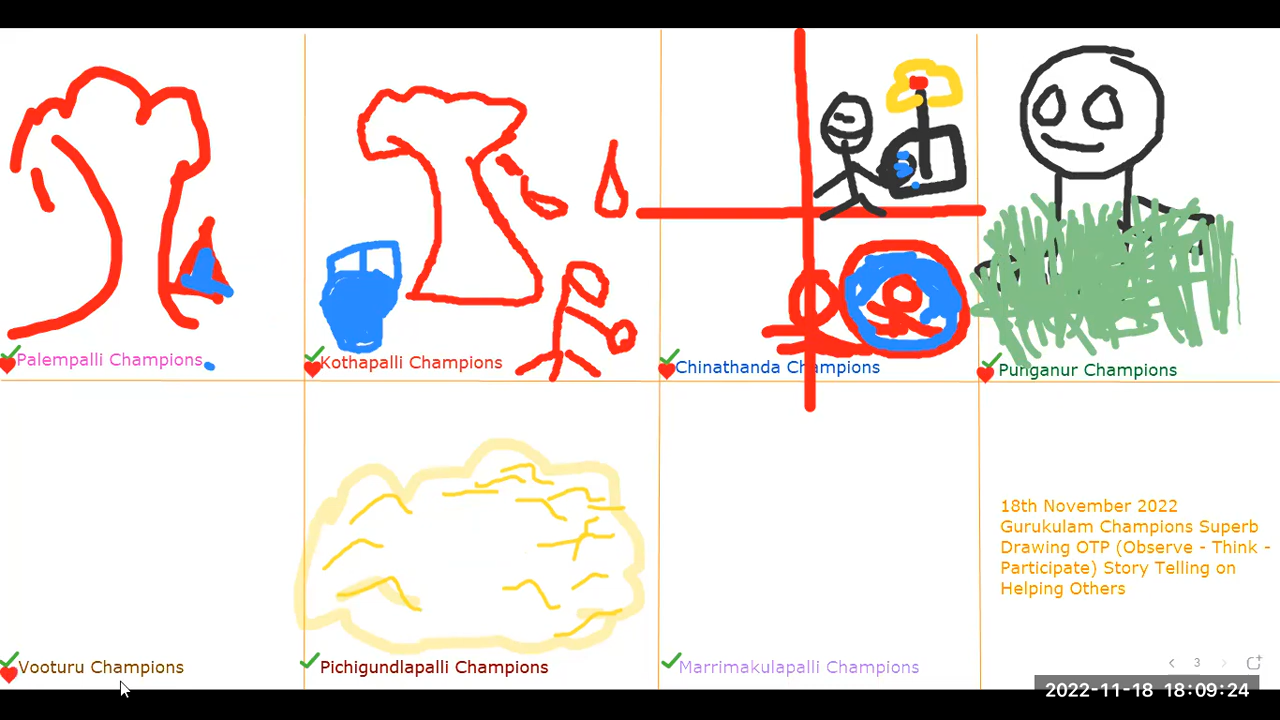 Palempalli Champions
Kothapalli Champions
Chinathanda Champions
Punganur Champions
18th November 2022
Gurukulam Champions Superb
Drawing OTP (Observe - Think -
Participate) Story Telling on
Helping Others
Vooturu Champions
Pichigundlapalli Champions
Marrimakulapalli Champions
3
2022-11-18 18:09:24